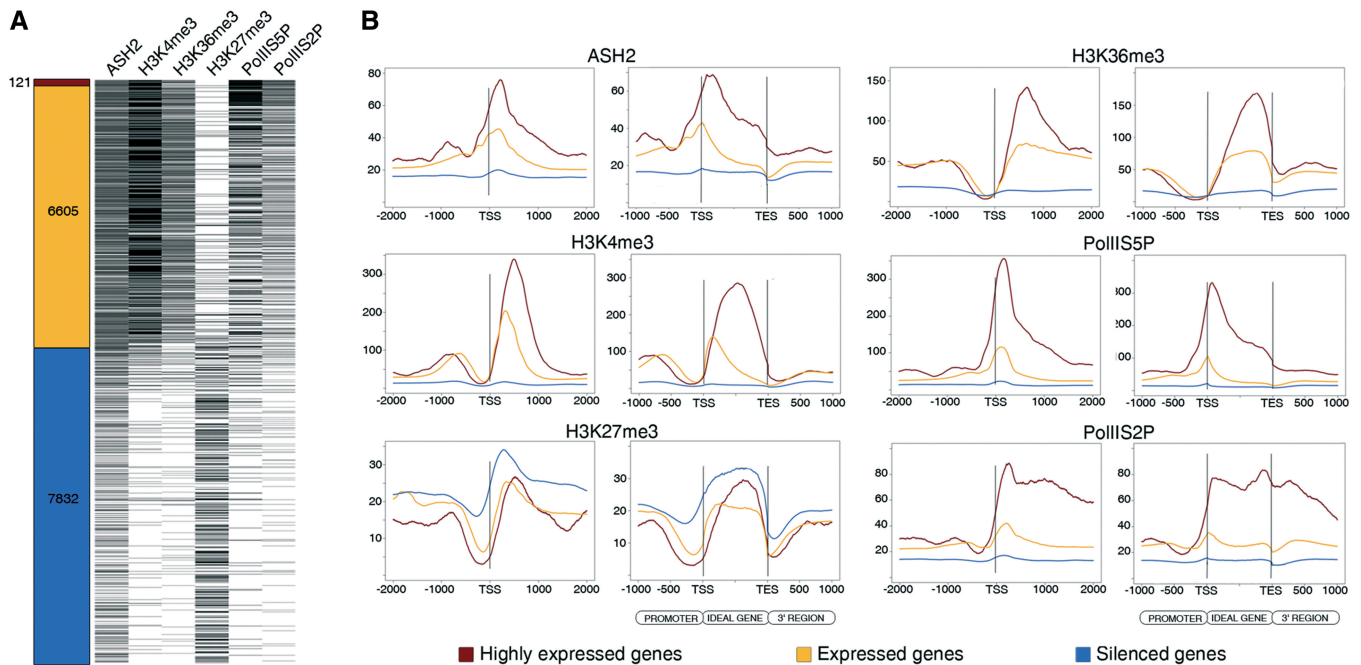 A
B
ASH2
H3K4me3
H3K36me3
H3K27me3
PolIIS5P
PolIIS2P
121
6605
7832
ASH2
80
60
40
20
-2000
-1000
TSS
1000
2000
60
40
20
-1000
-500
TSS
TES
500
1000
H3K36me3
150
100
50
-2000
-1000
TSS
1000
2000
150
100
50
-1000
-500
TSS
TES
500
1000
H3K4me3
300
200
100
-2000
-1000
TSS
1000
2000
300
200
100
-1000
-500
TSS
TES
500
1000
PolIIS5P
300
200
100
-2000
-1000
TSS
1000
2000
300
200
100
-1000
-500
TSS
TES
500
1000
H3K27me3
30
20
10
-2000
-1000
TSS
1000
2000
30
20
10
-1000
-500
TSS
TES
500
1000
PROMOTER
IDEAL GENE
3' REGION
PolIIS2P
80
60
40
20
-2000
-1000
TSS
1000
2000
80
60
40
20
-1000
-500
TSS
TES
500
1000
PROMOTER
IDEAL GENE
3' REGION
Highly expressed genes
Expressed genes
Silenced genes